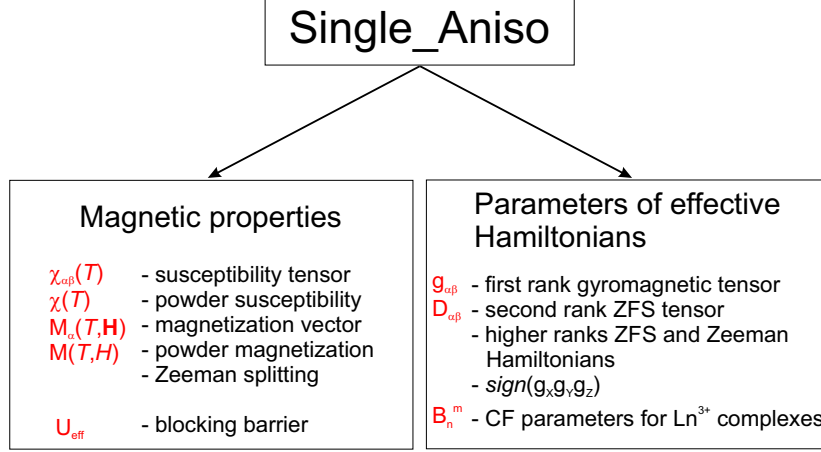 Single_Aniso
Magnetic properties
χαβ(T) - susceptibility tensor
χ(T) - powder susceptibility
Mα(T,H) - magnetization vector
M(T,H) - powder magnetization
- Zeeman splitting
Ueff - blocking barrier
Parameters of effective
Hamiltonians
gαβ - first rank gyromagnetic tensor
Dαβ - second rank ZFS tensor
- higher ranks ZFS and Zeeman
Hamiltonians
- sign(gXgYgZ)
Bnm - CF parameters for Ln3+ complexes